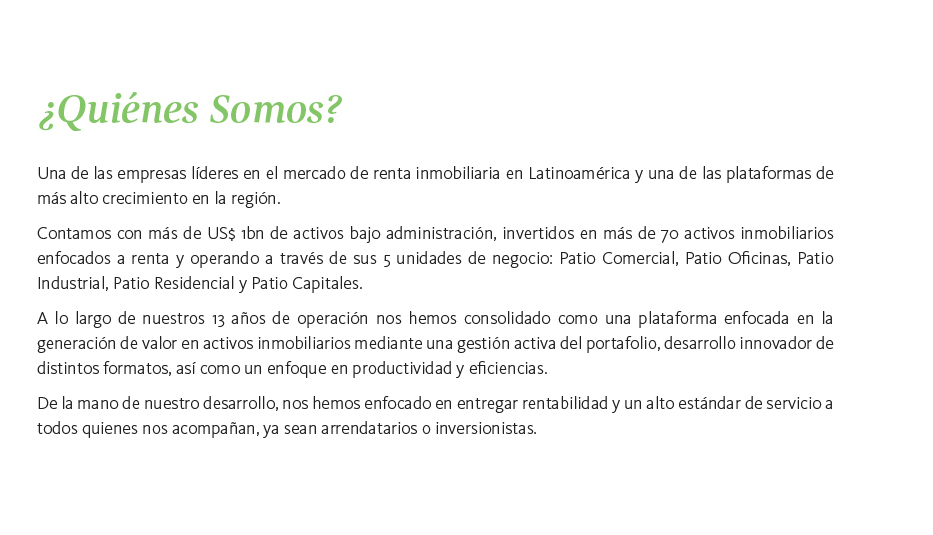 ¿Quiénes Somos?
Una de las empresas líderes en el mercado de renta inmobiliaria en Latinoamérica y una de las plataformas de
más alto crecimiento en la región.
Contamos con más de US$ 1bn de activos bajo administración, invertidos en más de 70 activos inmobiliarios
enfocados a renta y operando a través de sus 5 unidades de negocio: Patio Comercial, Patio Oficinas, Patio
Industrial, Patio Residencial y Patio Capitales.
A lo largo de nuestros 13 años de operación nos hemos consolidado como una plataforma enfocada en la
generación de valor en activos inmobiliarios mediante una gestión activa del portafolio, desarrollo innovador de
distintos formatos, así como un enfoque en productividad y eficiencias.
De la mano de nuestro desarrollo, nos hemos enfocado en entregar rentabilidad y un alto estándar de servicio a
todos quienes nos acompañan, ya sean arrendatarios o inversionistas.